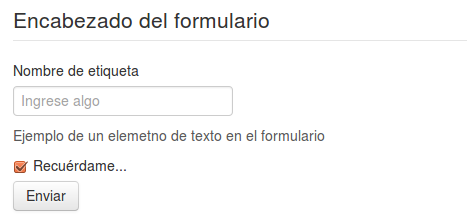 Encabezado del formulario
Nombre de etiqueta
Ingrese algo
Ejemplo de un elemetno de texto en el formulario
Recuérdame...
Enviar